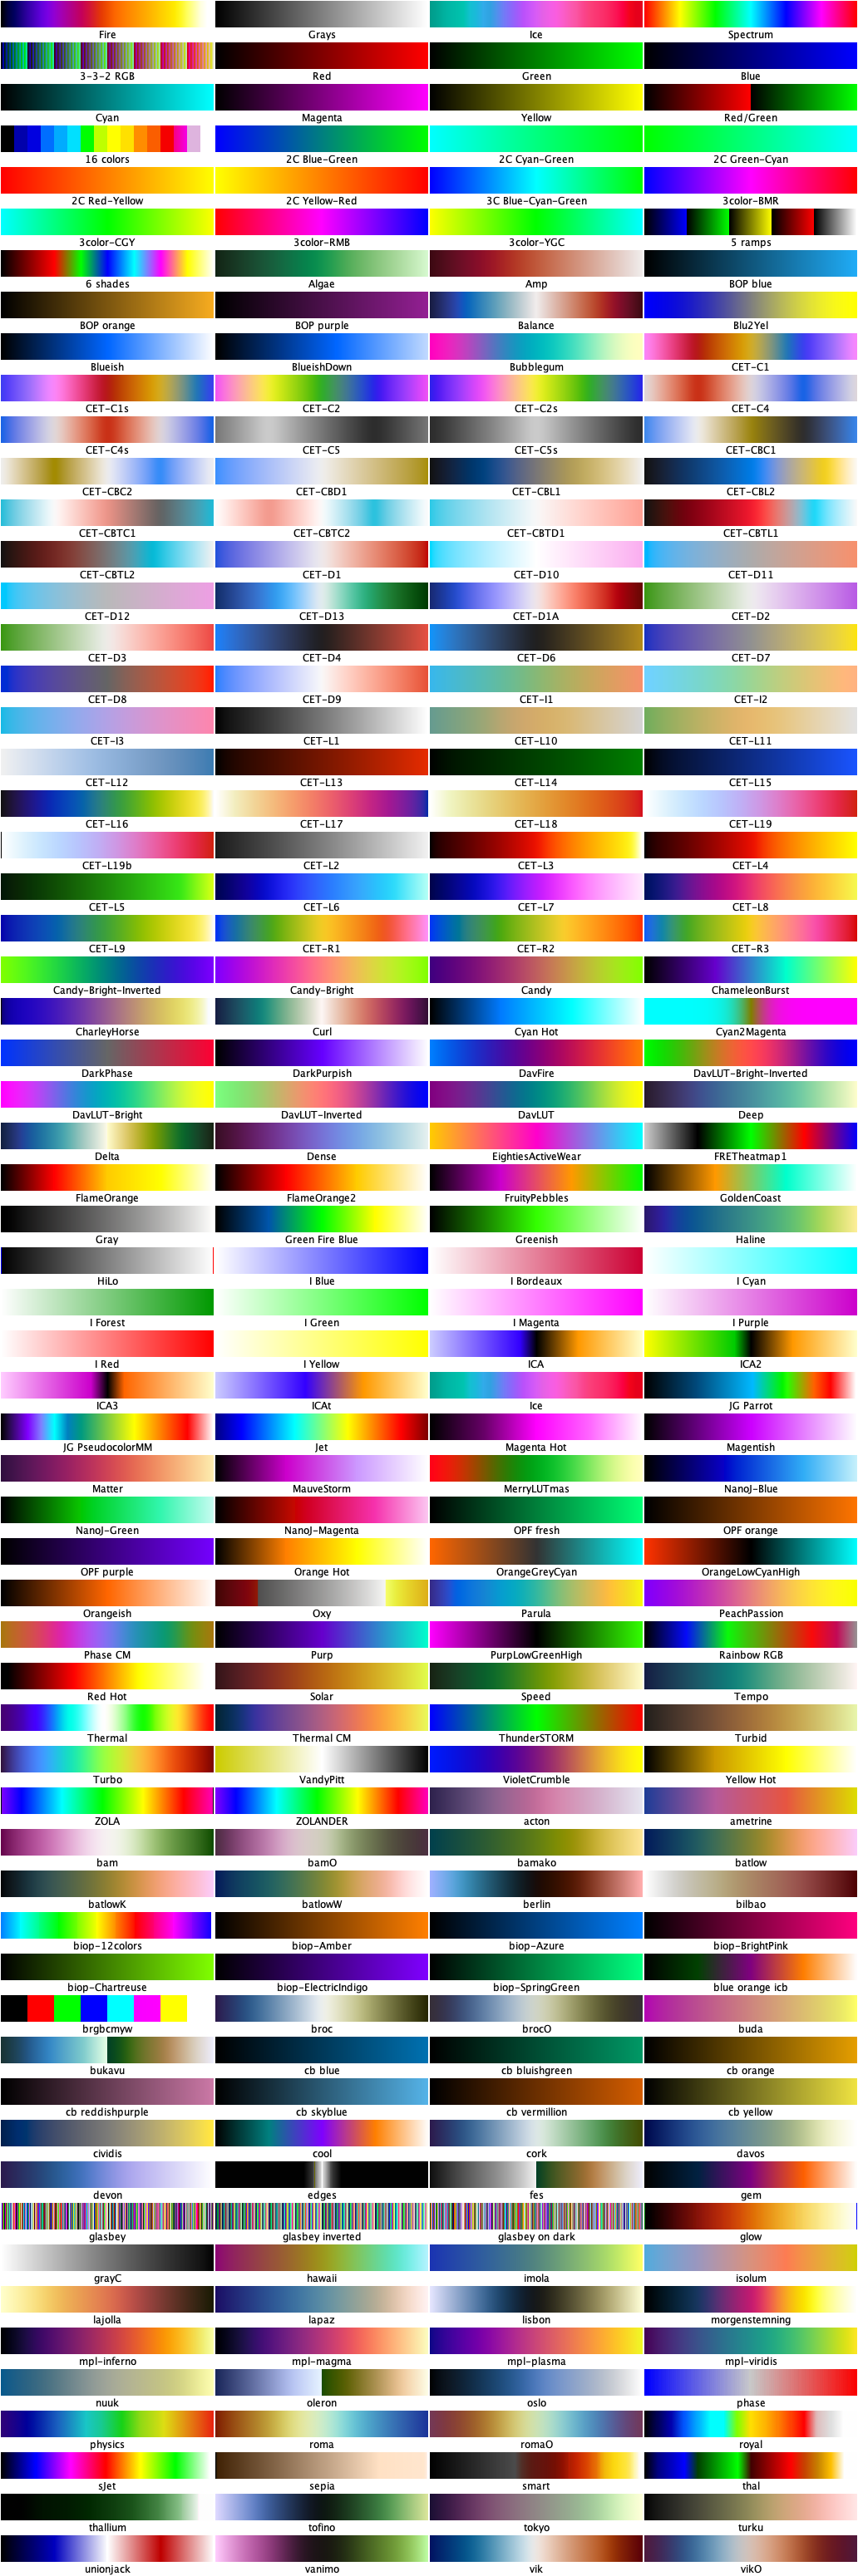 Fire Grays Ice Spectrum
3-3-2 RGB Red Green Blue
Cyan Magenta Yellow Red/Green
16 colors 2C Blue-Green 2C Cyan-Green 2C Green-Cyan
2C Red-Yellow 2C Yellow-Red 3C Blue-Cyan-Green 3color-BMR
3color-CGY 3color-RMB 3color-YGC 5 ramps
6 shades Algae Amp BOP blue
BOP orange BOP purple Balance Blu2Yel
Blueish BlueishDown Bubblegum CET-C1
CET-C1s CET-C2 CET-C2s CET-C4
CET-C4s CET-C5 CET-C5s CET-CBC1
CET-CBC2 CET-CBD1 CET-CBL1 CET-CBL2
CET-CBTC1 CET-CBTC2 CET-CBTD1 CET-CBTL1
CET-CBTL2 CET-D1 CET-D10 CET-D11
CET-D12 CET-D13 CET-D1A CET-D2
CET-D3 CET-D4 CET-D6 CET-D7
CET-D8 CET-D9 CET-I1 CET-I2
CET-I3 CET-L1 CET-L10 CET-L11
CET-L12 CET-L13 CET-L14 CET-L15
CET-L16 CET-L17 CET-L18 CET-L19
CET-L19b CET-L2 CET-L3 CET-L4
CET-L5 CET-L6 CET-L7 CET-L8
CET-L9 CET-R1 CET-R2 CET-R3
Candy-Bright-Inverted Candy-Bright Candy ChameleonBurst
CharleyHorse Curl Cyan Hot Cyan2Magenta
DarkPhase DarkPurpish DavFire DavLUT-Bright-Inverted
DavLUT-Bright DavLUT-Inverted DavLUT Deep
Delta Dense EightiesActiveWear FRETheatmap1
FlameOrange FlameOrange2 FruityPebbles GoldenCoast
Gray Green Fire Blue Greenish Haline
HiLo I Blue I Bordeaux I Cyan
I Forest I Green I Magenta I Purple
I Red I Yellow ICA ICA2
ICA3 ICAt Ice JG Parrot
JG PseudocolorMM Jet Magenta Hot Magentish
Matter MauveStorm MerryLUTmas NanoJ-Blue
NanoJ-Green NanoJ-Magenta OPF fresh OPF orange
OPF purple Orange Hot OrangeGreyCyan OrangeLowCyanHigh
Orangeish Oxy Parula PeachPassion
Phase CM Purp PurpLowGreenHigh Rainbow RGB
Red Hot Solar Speed Tempo
Thermal Thermal CM ThunderSTORM Turbid
Turbo VandyPitt VioletCrumble Yellow Hot
ZOLA ZOLANDER acton ametrine
bam bamO bamako batlow
batlowK batlowW berlin bilbao
biop-12colors biop-Amber biop-Azure biop-BrightPink
biop-Chartreuse biop-ElectricIndigo biop-SpringGreen blue orange icb
brgbcmyw broc brocO buda
bukavu cb blue cb bluishgreen cb orange
cb reddishpurple cb skyblue cb vermillion cb yellow
cividis cool cork davos
devon edges fes gem
glasbey glasbey inverted glasbey on dark glow
grayC hawaii imola isolum
lajolla lapaz lisbon morgenstemning
mpl-inferno mpl-magma mpl-plasma mpl-viridis
nuuk oleron oslo phase
physics roma romaO royal
sJet sepia smart thal
thallium tofino tokyo turku
unionjack vanimo vik vikO